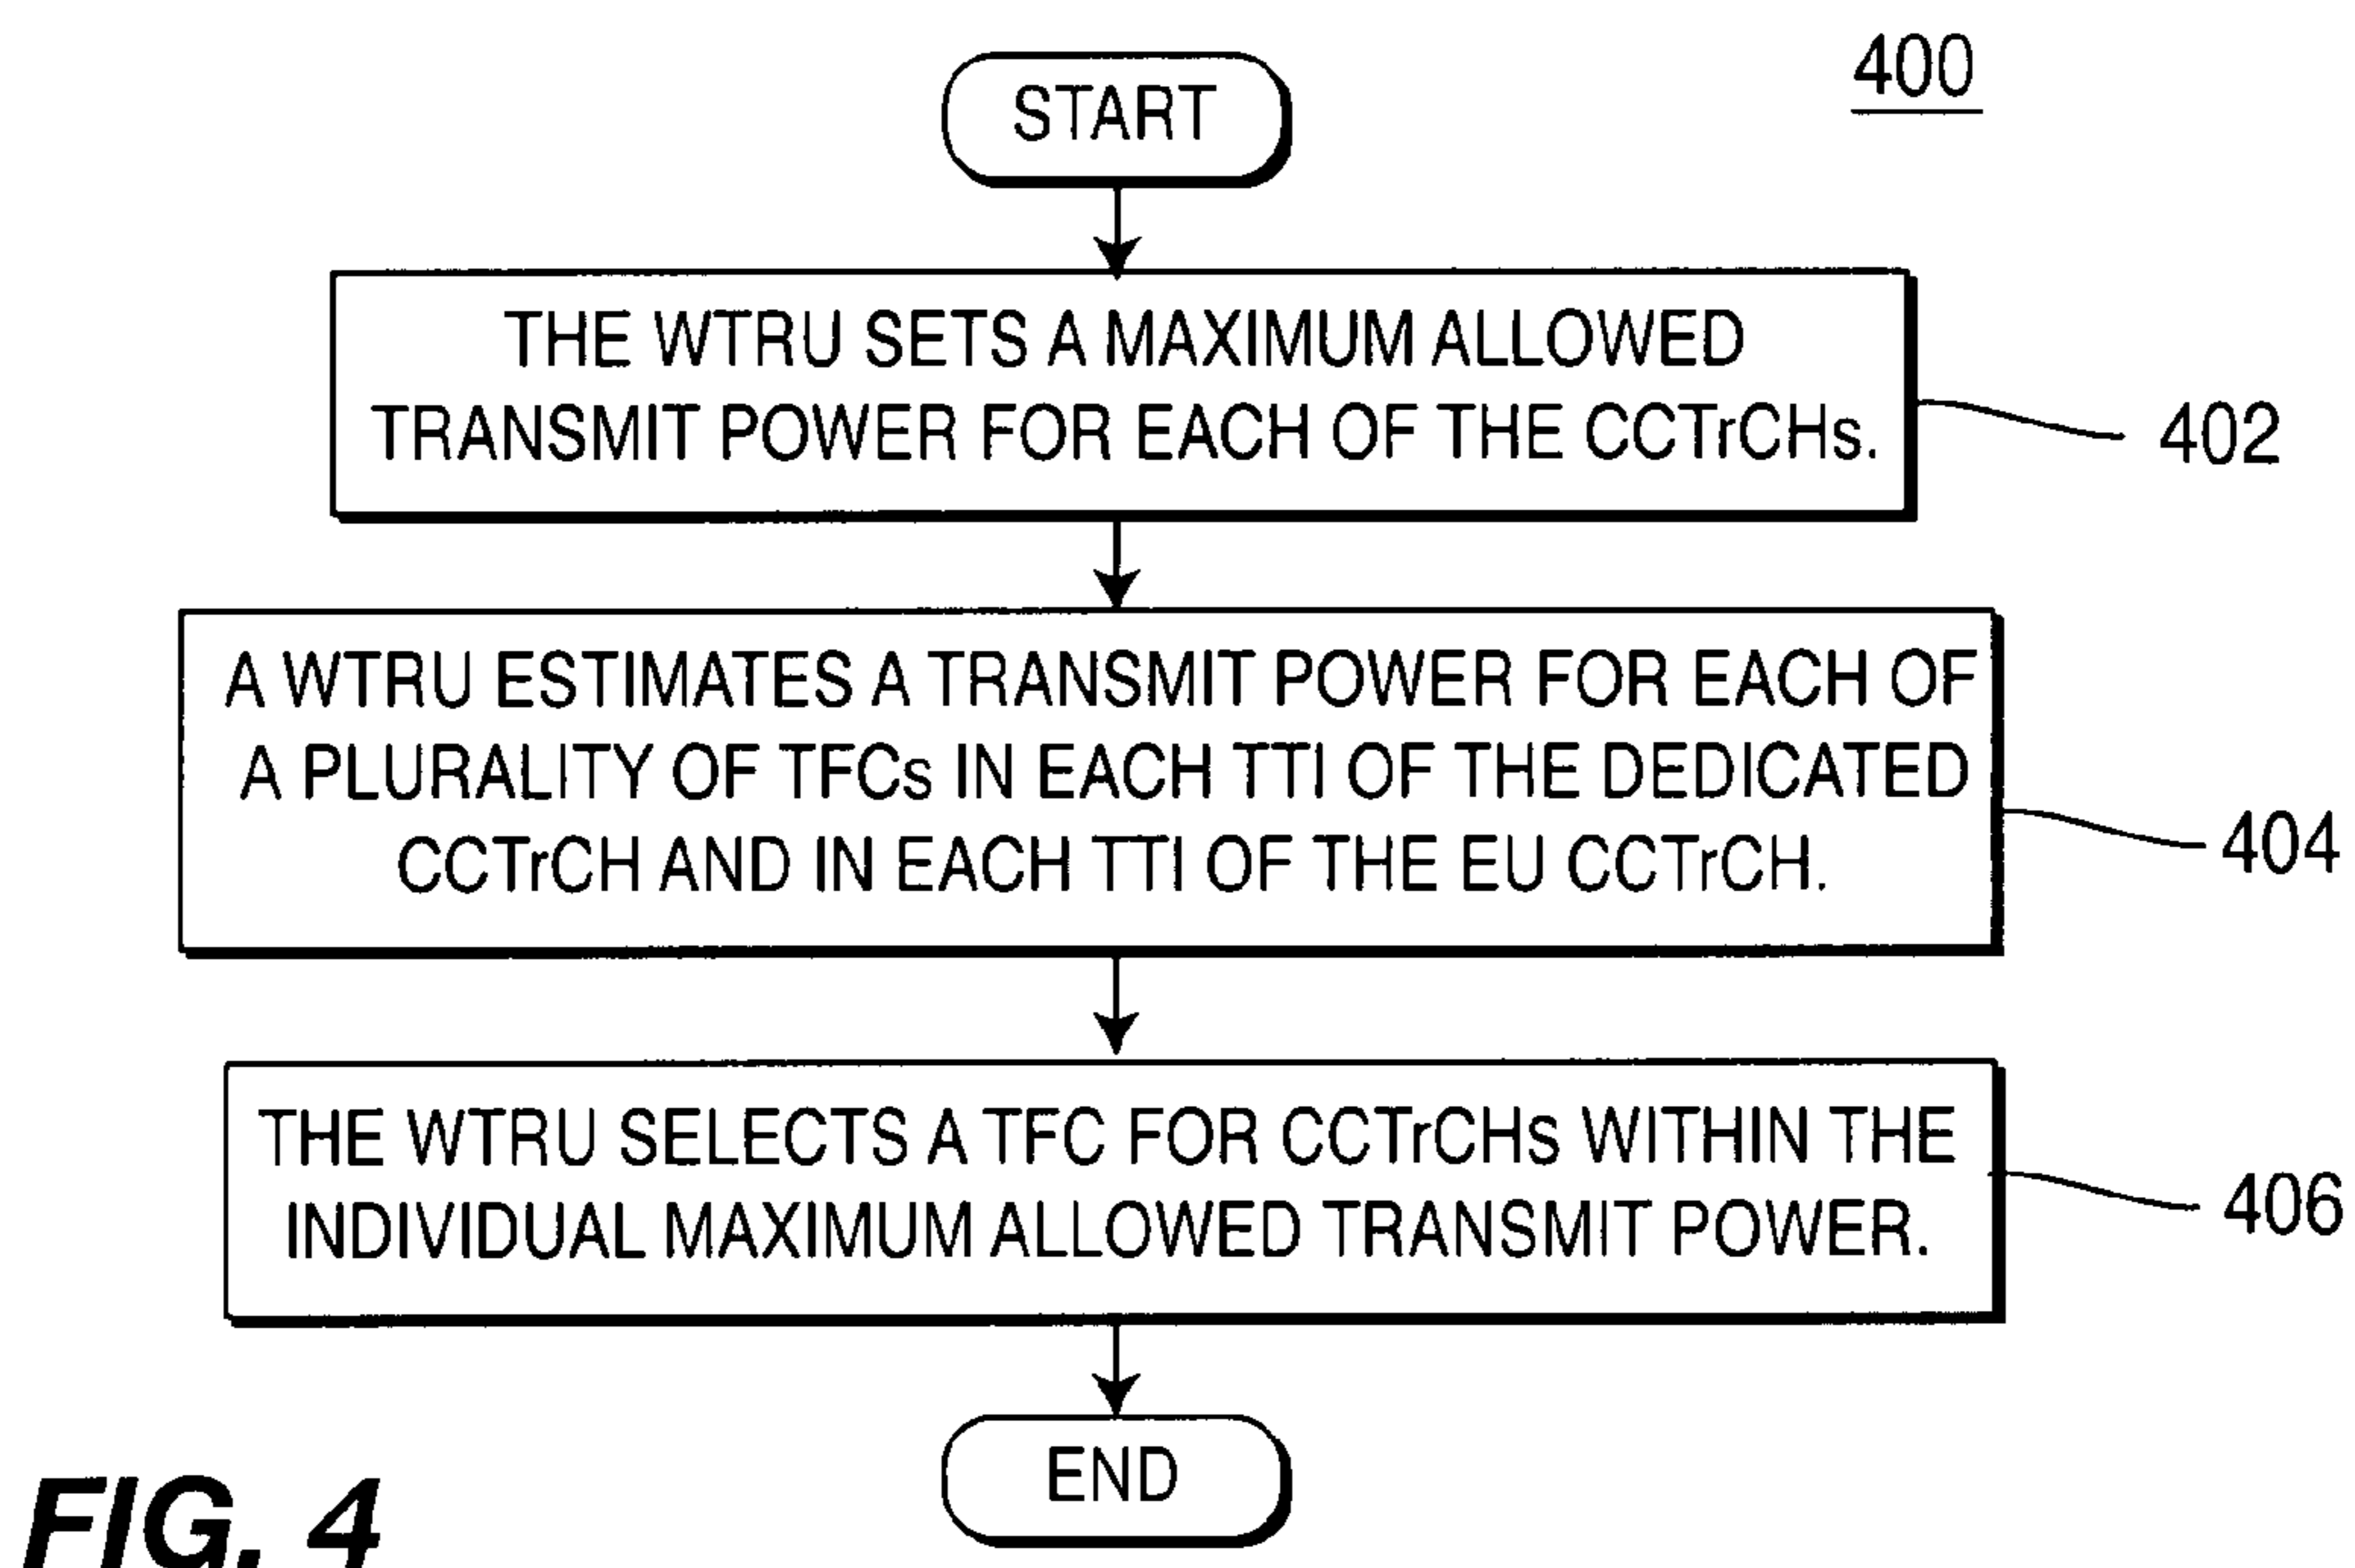 400
START
THE WTRU SETS A MAXIMUM ALLOWED
TRANSMIT POWER FOR EACH OF THE CCTrCHs.
402
A WTRU ESTIMATES A TRANSMIT POWER FOR EACH OF
A PLURALITY OF TFCs IN EACH TTI OF THE DEDICATED
CCTrCH AND IN EACH TTI OF THE EU CCTrCH.
404
THE WTRU SELECTS A TFC FOR CCTrCHs WITHIN THE
INDIVIDUAL MAXIMUM ALLOWED TRANSMIT POWER.
406
END
FIG. 4